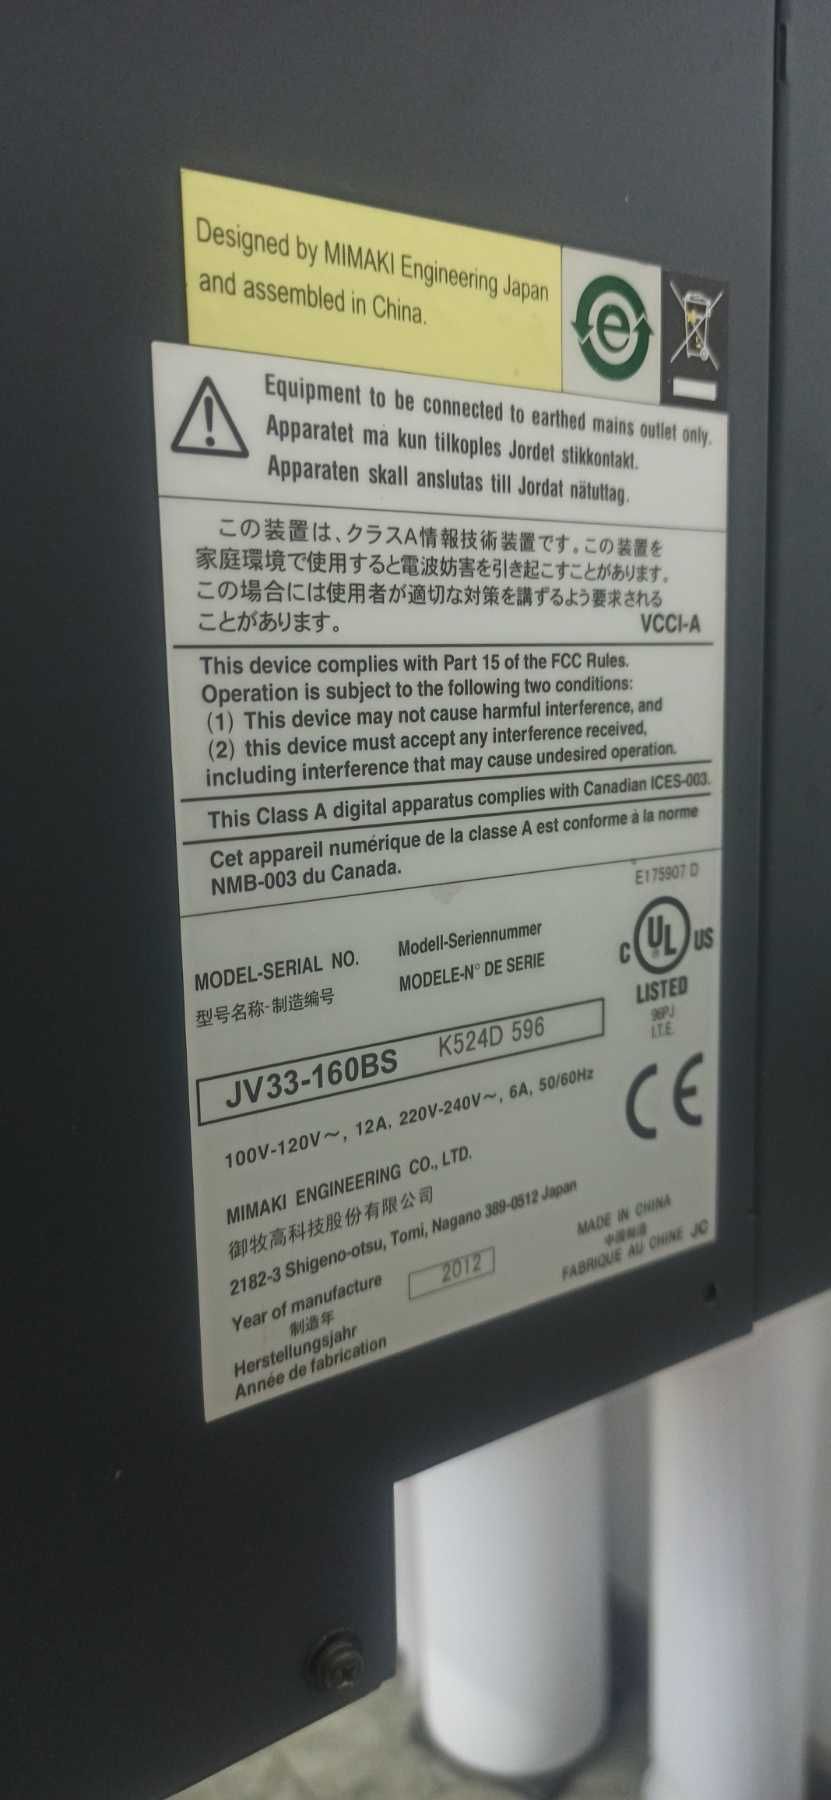 Designed by MIMAKI Engineering Japan
and assembled in China.
e
Equipment to be connected to earthed mains outlet only.
Apparatet må kun tilkoples Jordet stikkontakt.
Apparaten skall anslutas till Jordat nätuttag.
この装置は、クラスA情報技術装置です。この装置を
家庭環境で使用すると電波妨害を引き起こすことがあります。
この場合には使用者が適切な対策を講ずるよう要求される
ことがあります。
VCCI-A
This device complies with Part 15 of the FCC Rules.
Operation is subject to the following two conditions:
(1) This device may not cause harmful interference, and
(2) this device must accept any interference received,
including interference that may cause undesired operation.
This Class A digital apparatus complies with Canadian ICES-003.
Cet appareil numérique de la classe A est conforme à la norme
NMB-003 du Canada.
E175907 D
C UL US
LISTED
96PJ
I.T.E.
MODEL-SERIAL NO.
Modell-Seriennummer
型号名称-制造编号
MODELE-N° DE SERIE
JV33-160BS K524D 596
100V-120V～, 12A, 220V-240V～, 6A, 50/60Hz
CE
MIMAKI ENGINEERING CO., LTD.
御牧高科技股份有限公司
2182-3 Shigeno-otsu, Tomi, Nagano 389-0512 Japan
Year of manufacture 2012
制造年
Herstellungsjahr
Année de fabrication
MADE IN CHINA
中国制造
FABRIQUE AU CHINE JC